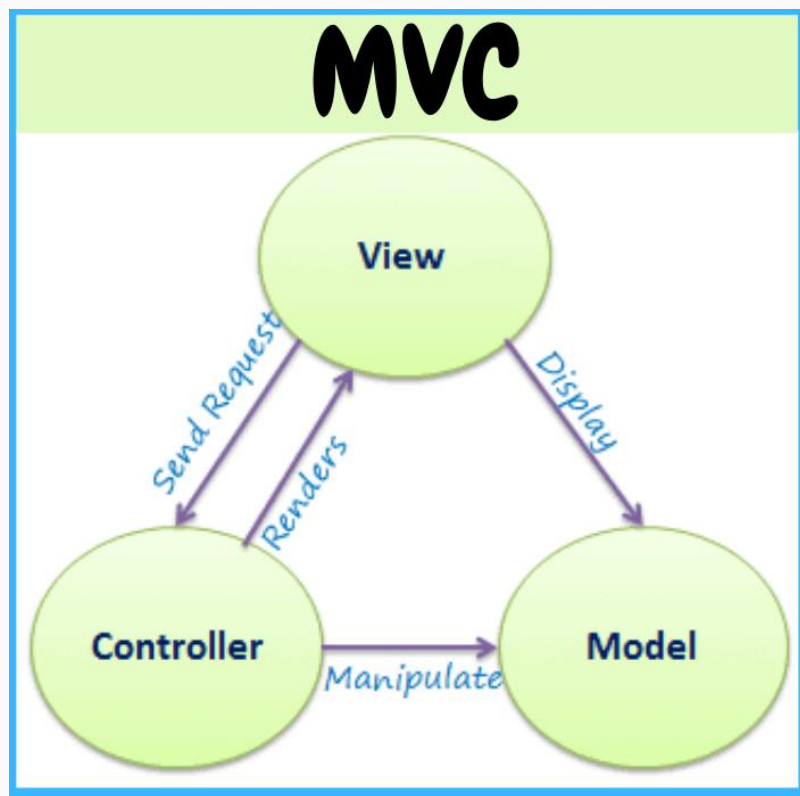 MVC
View
Send Request
Renders
Display
Controller
Manipulate
Model